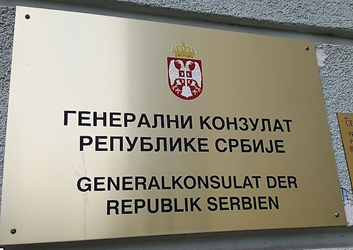 ГЕНЕРАЛНИ КОНЗУЛАТ
РЕПУБЛИКЕ СРБИЈЕ
GENERALKONSULAT DER
REPUBLIK SERBIEN